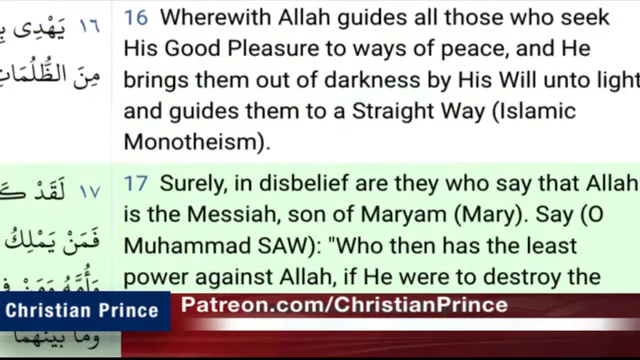 ١٦ يَهْدِى
مِنَ الظُّلُمَاتِ
16 Wherewith Allah guides all those who seek
His Good Pleasure to ways of peace, and He
brings them out of darkness by His Will unto light
and guides them to a Straight Way (Islamic
Monotheism).
١٧ لَقَدْ
فَمَن يَمْلِكُ
وَأُمَّهُ وَمَن
وَمَا بَيْنَهُمَا
17 Surely, in disbelief are they who say that Allah
is the Messiah, son of Maryam (Mary). Say (O
Muhammad SAW): "Who then has the least
power against Allah, if He were to destroy the
Christian Prince
Patreon.com/ChristianPrince